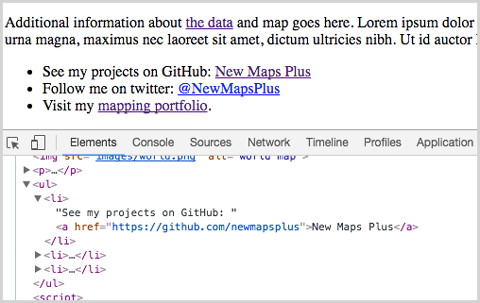 Additional information about the data and map goes here. Lorem ipsum dolor
urna magna, maximus nec laoreet sit amet, dictum ultricies nibh. Ut id auctor
• See my projects on GitHub: New Maps Plus
• Follow me on twitter: @NewMapsPlus
• Visit my mapping portfolio.
Elements Console Sources Network Timeline Profiles Application
<img src="images/world.png" alt="world map">
▶<p>…</p>
▼<ul>
▼<li>
"See my projects on GitHub: "
<a href="https://github.com/newmapsplus">New Maps Plus</a>
</li>
▶<li>…</li>
▶<li>…</li>
</ul>
<script>